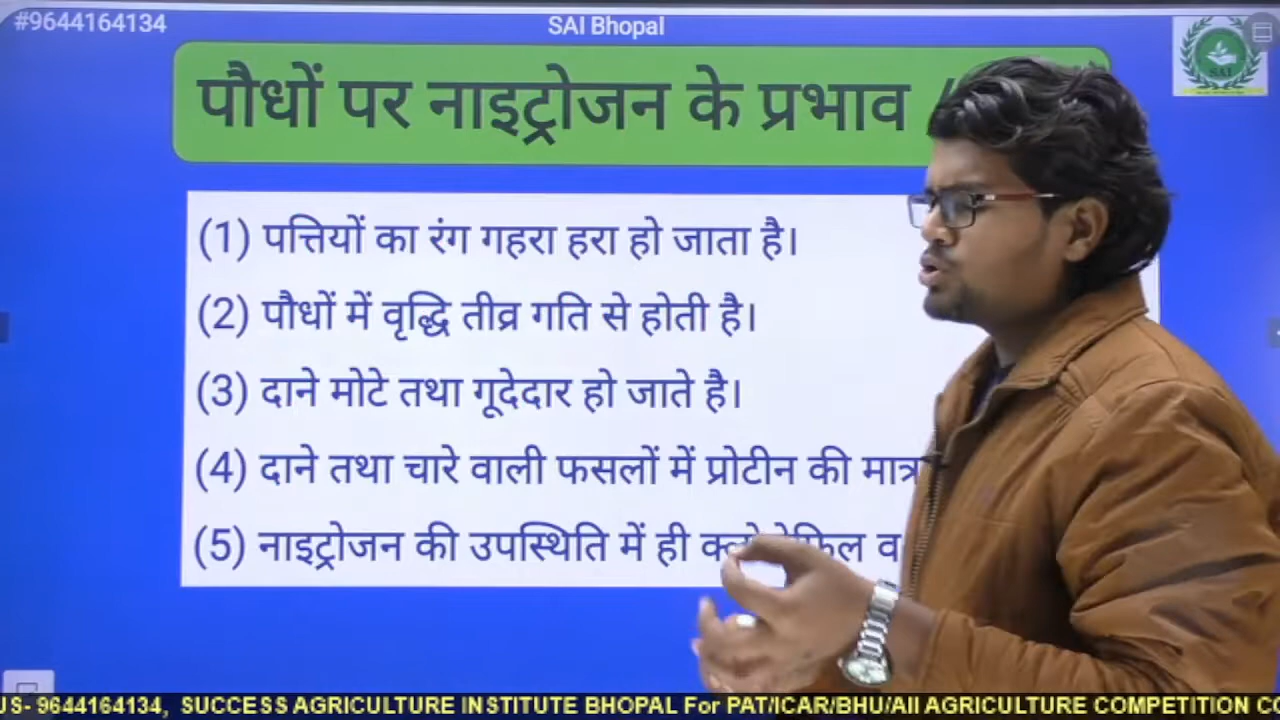 #9644164134
SAI Bhopal
SAI
पौधों पर नाइट्रोजन के प्रभाव /
(1) पत्तियों का रंग गहरा हरा हो जाता है।
(2) पौधों में वृद्धि तीव्र गति से होती है।
(3) दाने मोटे तथा गूदेदार हो जाते है।
(4) दाने तथा चारे वाली फसलों में प्रोटीन की
(5) नाइट्रोजन की उपस्थिति में ही
9644164134, SUCCESS AGRICULTURE INSTITUTE BHOPAL For PAT/ICAR/BHU/All AGRICULTURE COMPETITION